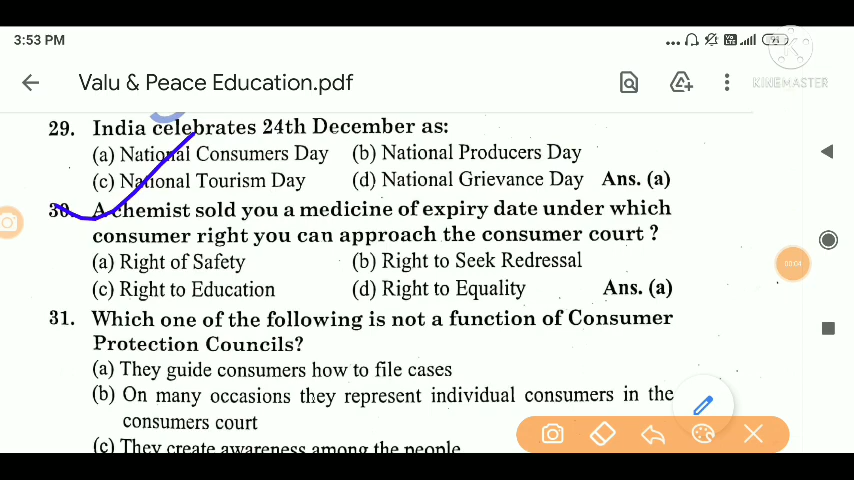 3:53 PM
Valu & Peace Education.pdf
KINEMASTER
29. India celebrates 24th December as:
(a) National Consumers Day (b) National Producers Day
(c) National Tourism Day (d) National Grievance Day Ans. (a)
30. A chemist sold you a medicine of expiry date under which
consumer right you can approach the consumer court ?
(a) Right of Safety (b) Right to Seek Redressal
(c) Right to Education (d) Right to Equality Ans. (a)
31. Which one of the following is not a function of Consumer
Protection Councils?
(a) They guide consumers how to file cases
(b) On many occasions they represent individual consumers in the
consumers court
(c) They create awareness among the people